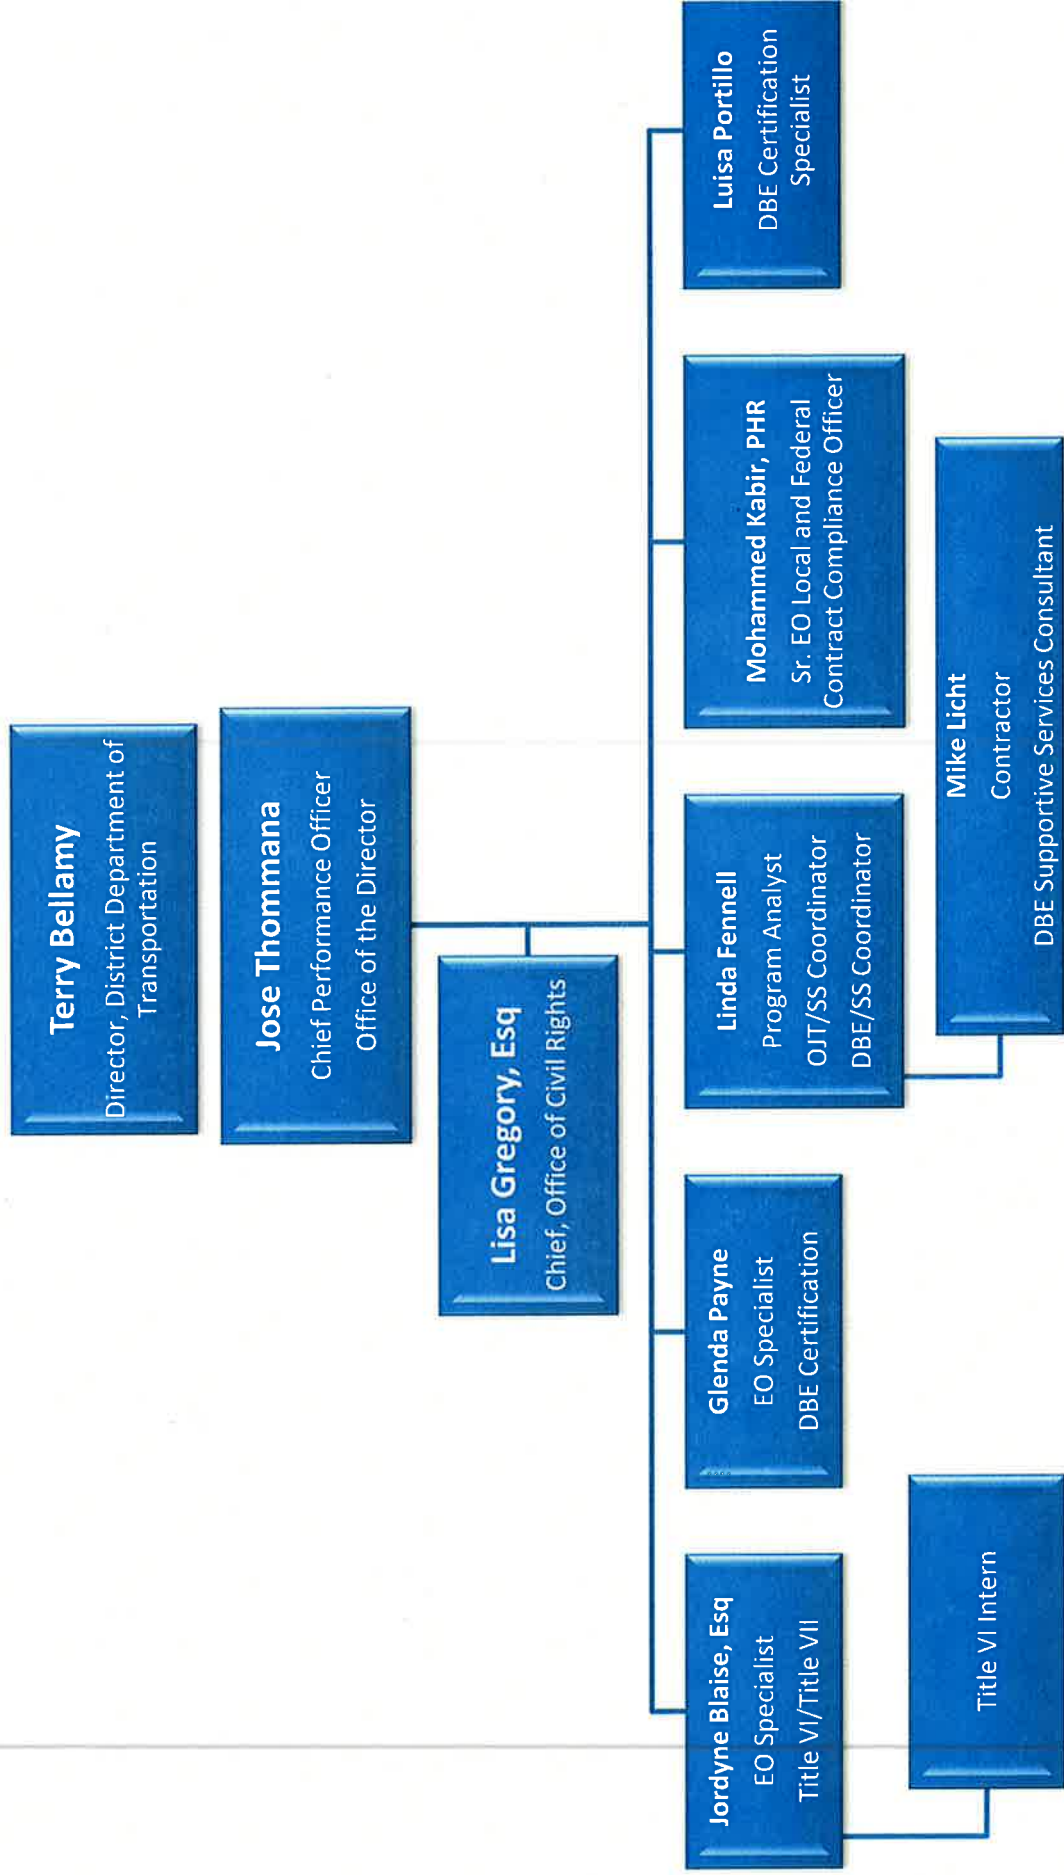 Terry Bellamy
Director, District Department of
Transportation
Jose Thommana
Chief Performance Officer
Office of the Director
Lisa Gregory, Esq
Chief, Office of Civil Rights
Jordyne Blaise, Esq
EO Specialist
Title VI/Title VII
Glenda Payne
EO Specialist
DBE Certification
Linda Fennell
Program Analyst
OJT/SS Coordinator
DBE/SS Coordinator
Mohammed Kabir, PHR
Sr. EO Local and Federal
Contract Compliance Officer
Luisa Portillo
DBE Certification
Specialist
Title VI Intern
Mike Licht
Contractor
DBE Supportive Services Consultant